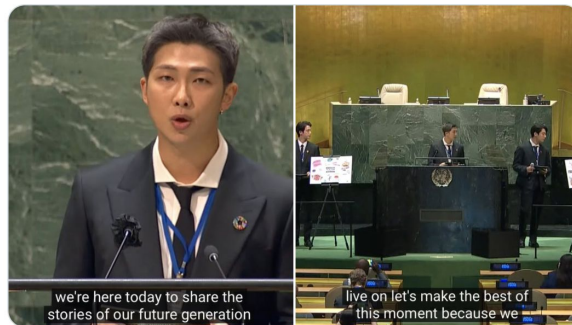 we're here today to share the
stories of our future generation
live on let's make the best of
this moment because we